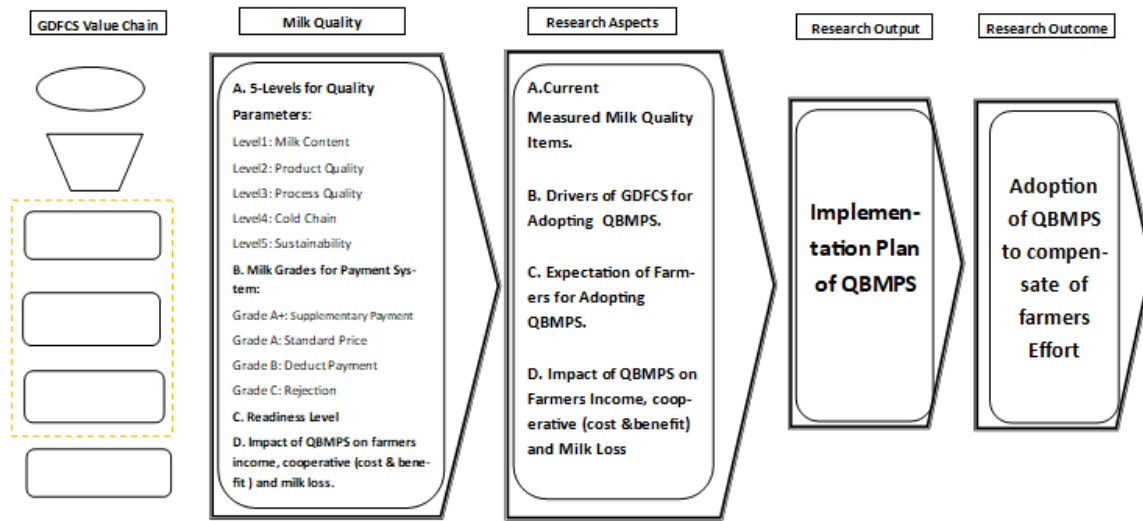 GDFCS Value Chain
Milk Quality
Research Aspects
Research Output
Research Outcome
A. 5-Levels for Quality
Parameters:
Level1: Milk Content
Level2: Product Quality
Level3: Process Quality
Level4: Cold Chain
Level5: Sustainability
B. Milk Grades for Payment Sys-
tem:
Grade A+: Supplementary Payment
Grade A: Standard Price
Grade B: Deduct Payment
Grade C: Rejection
C. Readiness Level
D. Impact of QBMPS on farmers
income, cooperative (cost & bene-
fit ) and milk loss.
A.Current
Measured Milk Quality
Items.
B. Drivers of GDFCS for
Adopting QBMPS.
C. Expectation of Farm-
ers for Adopting
QBMPS.
D. Impact of QBMPS on
Farmers Income, coop-
erative (cost &benefit)
and Milk Loss
Implemen-
tation Plan
of QBMPS
Adoption
of QBMPS
to compen-
sate of
farmers
Effort